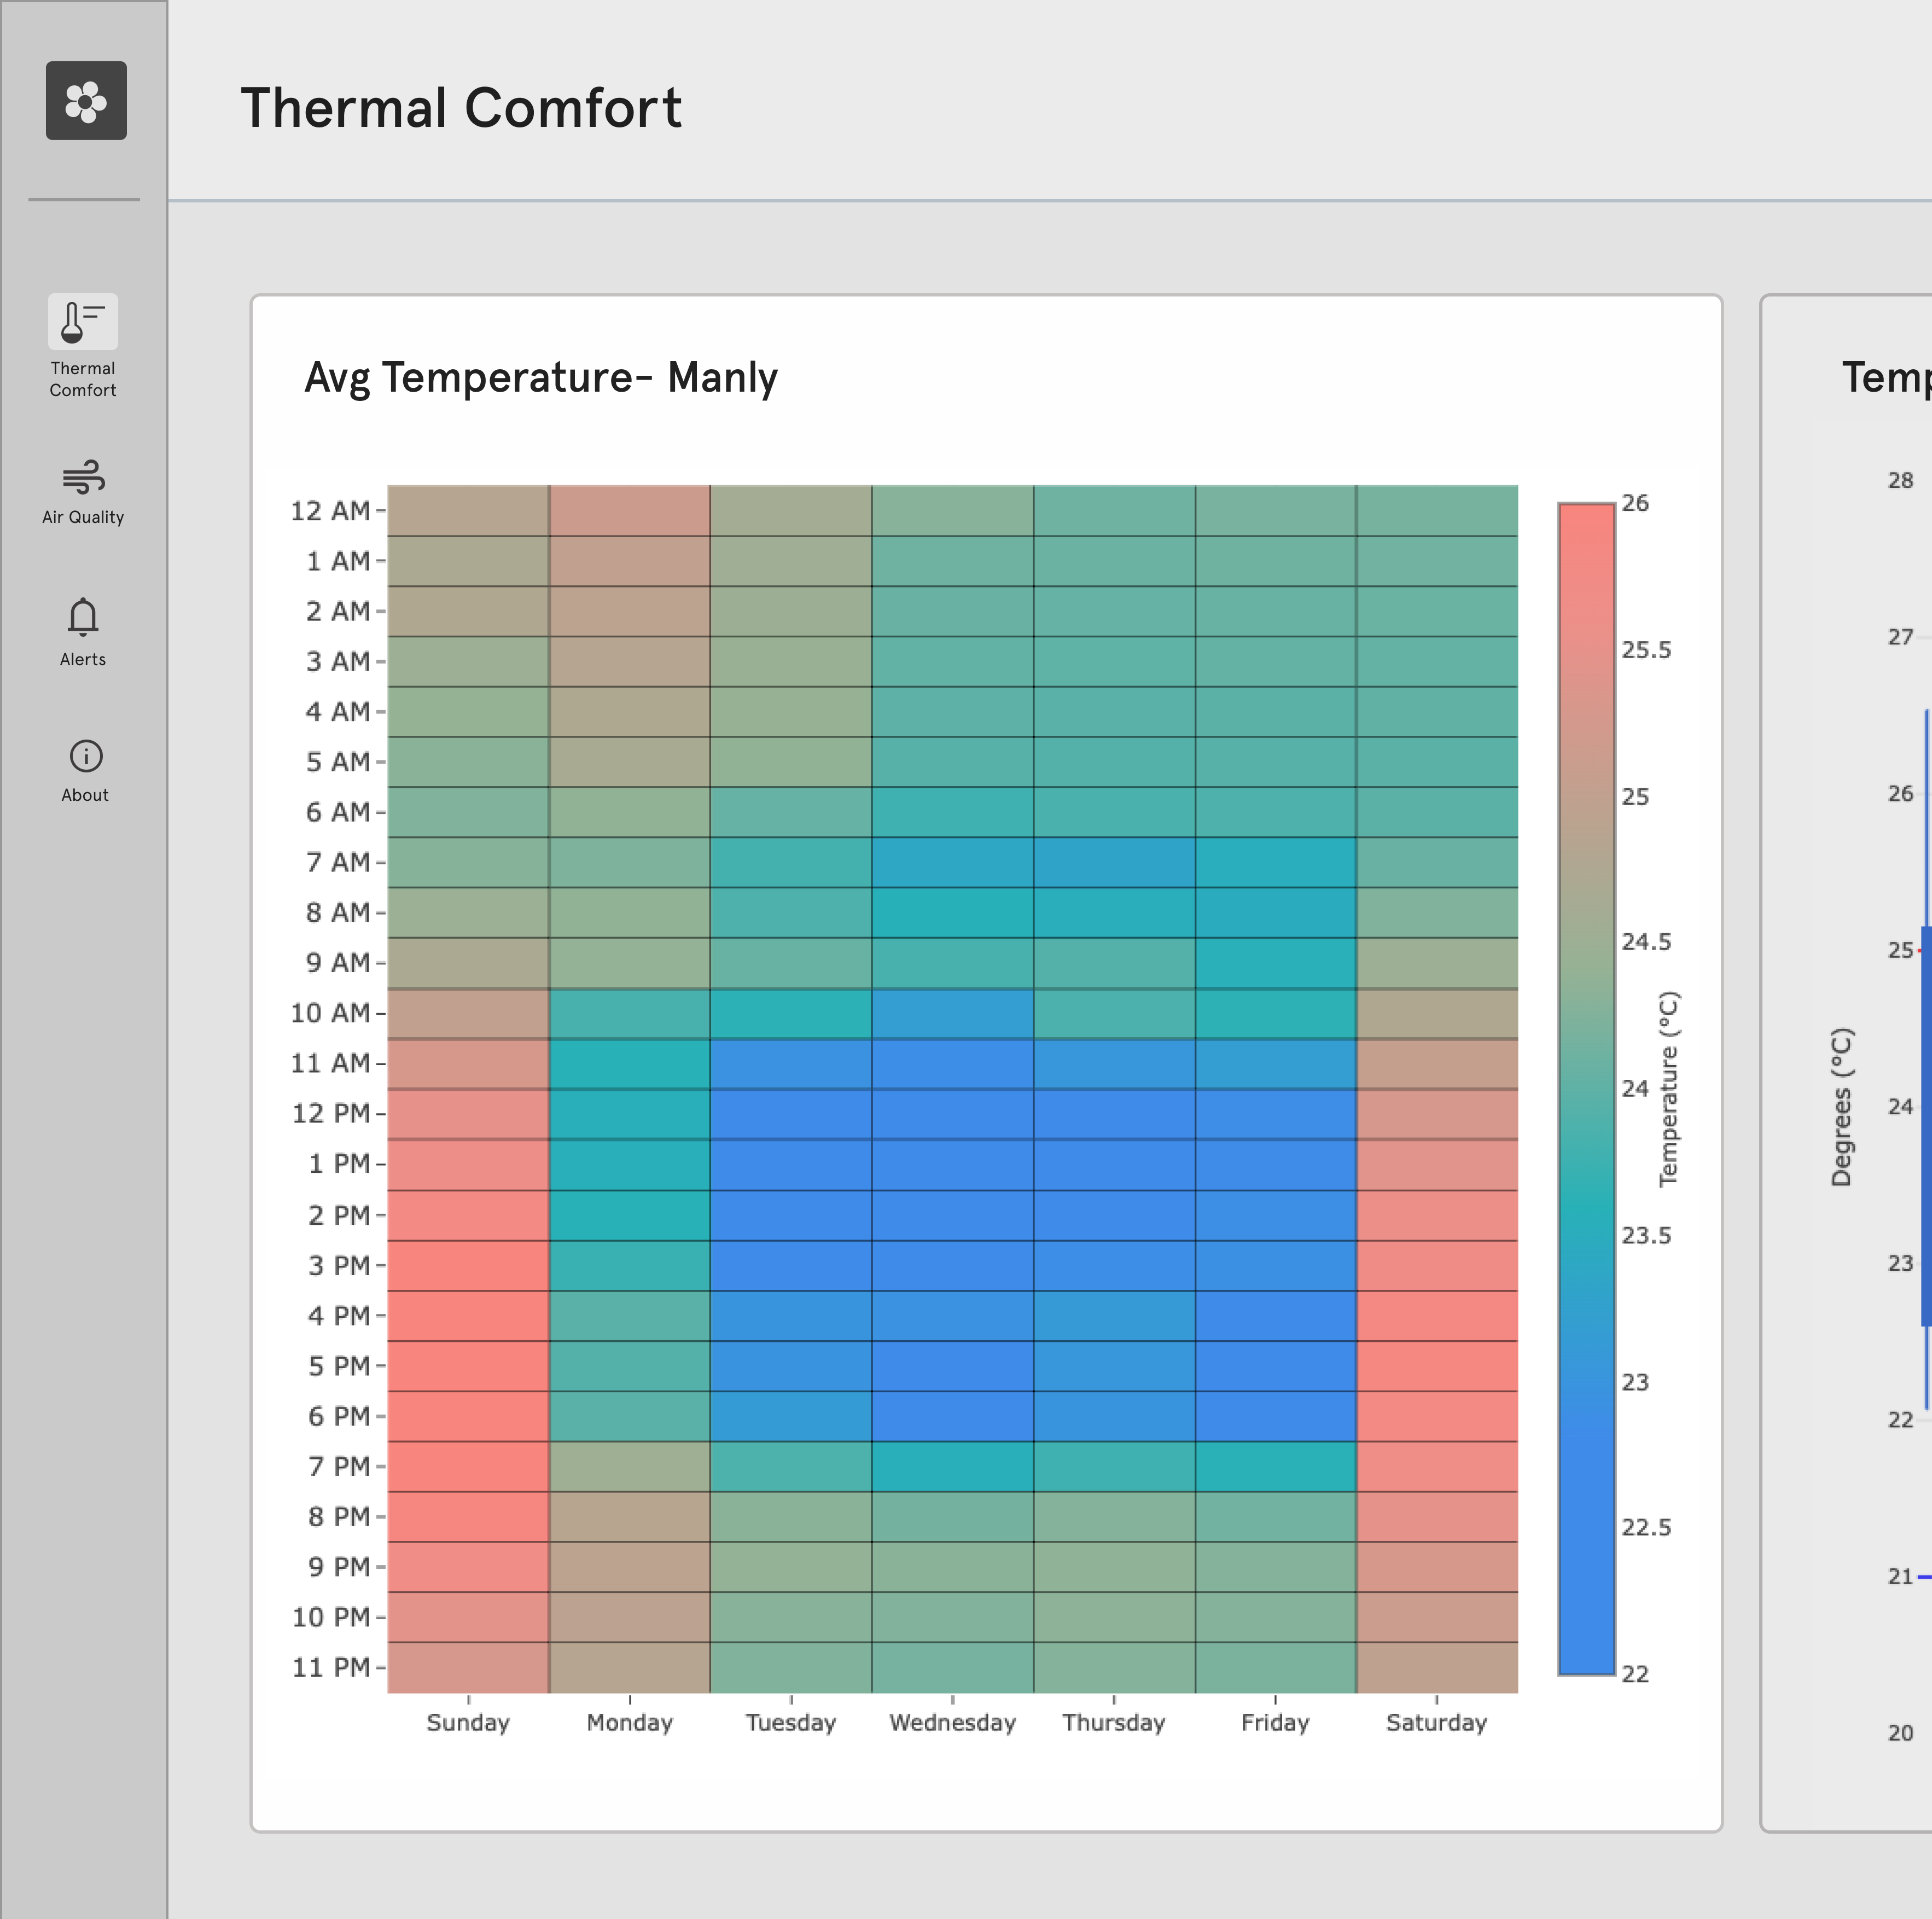 Thermal Comfort
Thermal
Comfort
Air Quality
Alerts
About
Avg Temperature- Manly
12 AM
1 AM
2 AM
3 AM
4 AM
5 AM
6 AM
7 AM
8 AM
9 AM
10 AM
11 AM
12 PM
1 PM
2 PM
3 PM
4 PM
5 PM
6 PM
7 PM
8 PM
9 PM
10 PM
11 PM
Sunday Monday Tuesday Wednesday Thursday Friday Saturday
26
25.5
25
24.5
24
23.5
23
22.5
22
Temperature (°C)
Temp
28
27
26
25
24
23
22
21
20
Degrees (°C)